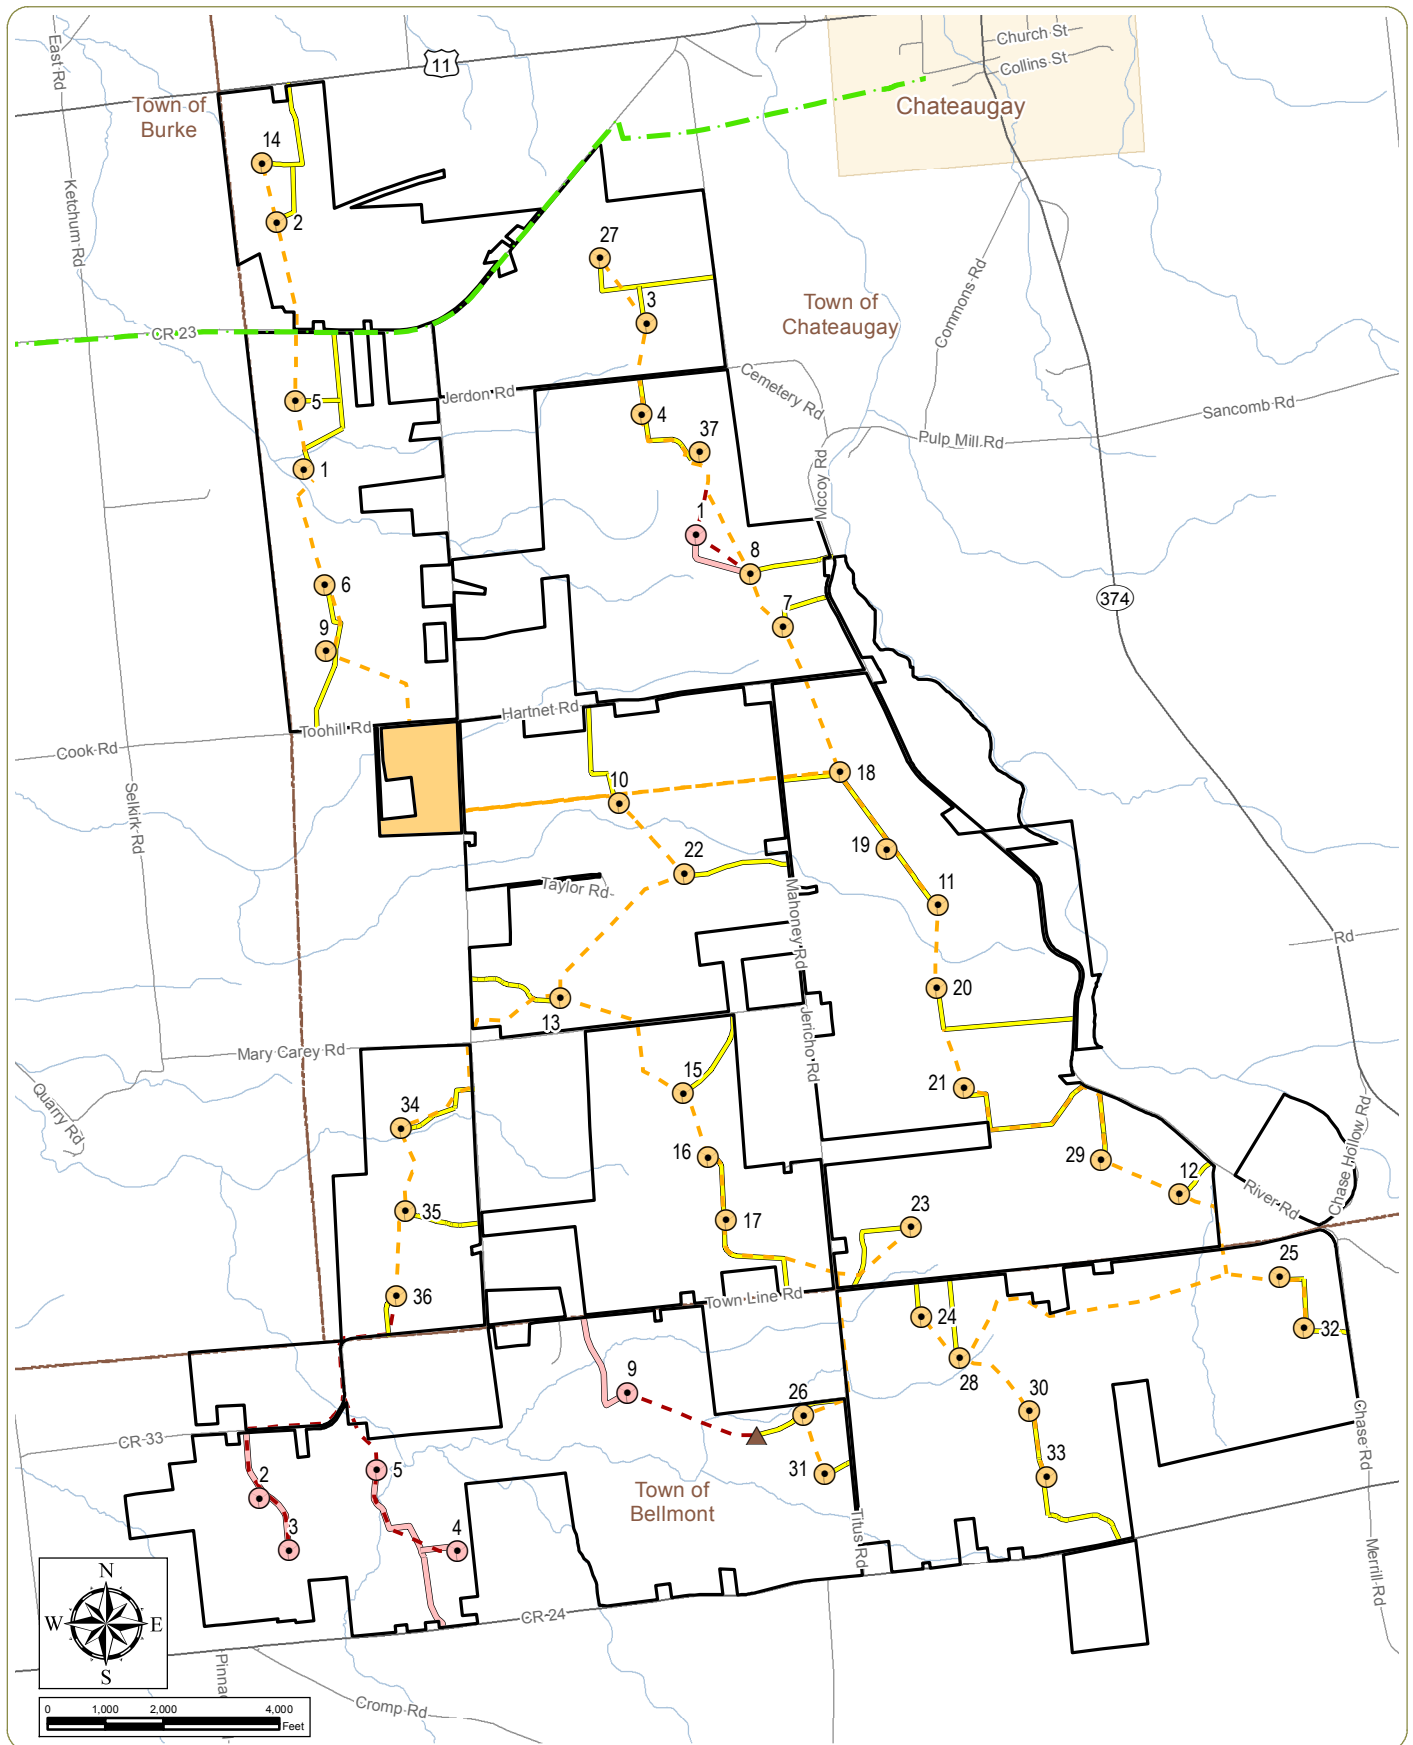 Church St
Collins St
11
East Rd
Town of
Burke
Chateaugay
14
2
Ketchum Rd
27
3
Town of
Chateaugay
Commons Rd
CR 23
Jerdon Rd
Cemetery Rd
5
4
37
Sancomb Rd
Pulp Mill Rd
1
Mccoy Rd
1
8
6
7
374
9
Hartnet Rd
Toohill Rd
Cook Rd
10
18
Selkirk Rd
19
22
Taylor Rd
11
Mahoney Rd
Rd
20
13
Jericho Rd
Mary Carey Rd
15
21
Quarry Rd
34
Chase Hollow Rd
16
29
12
River Rd
35
17
23
25
36
Town Line Rd
24
32
28
9
26
30
CR 33
Chase Rd
2
5
31
33
Town of
Bellmont
3
4
Titus Rd
N
W
E
S
CR 24
Merrill Rd
Pinnac
Cromp Rd
0 1,000 2,000 4,000
Feet